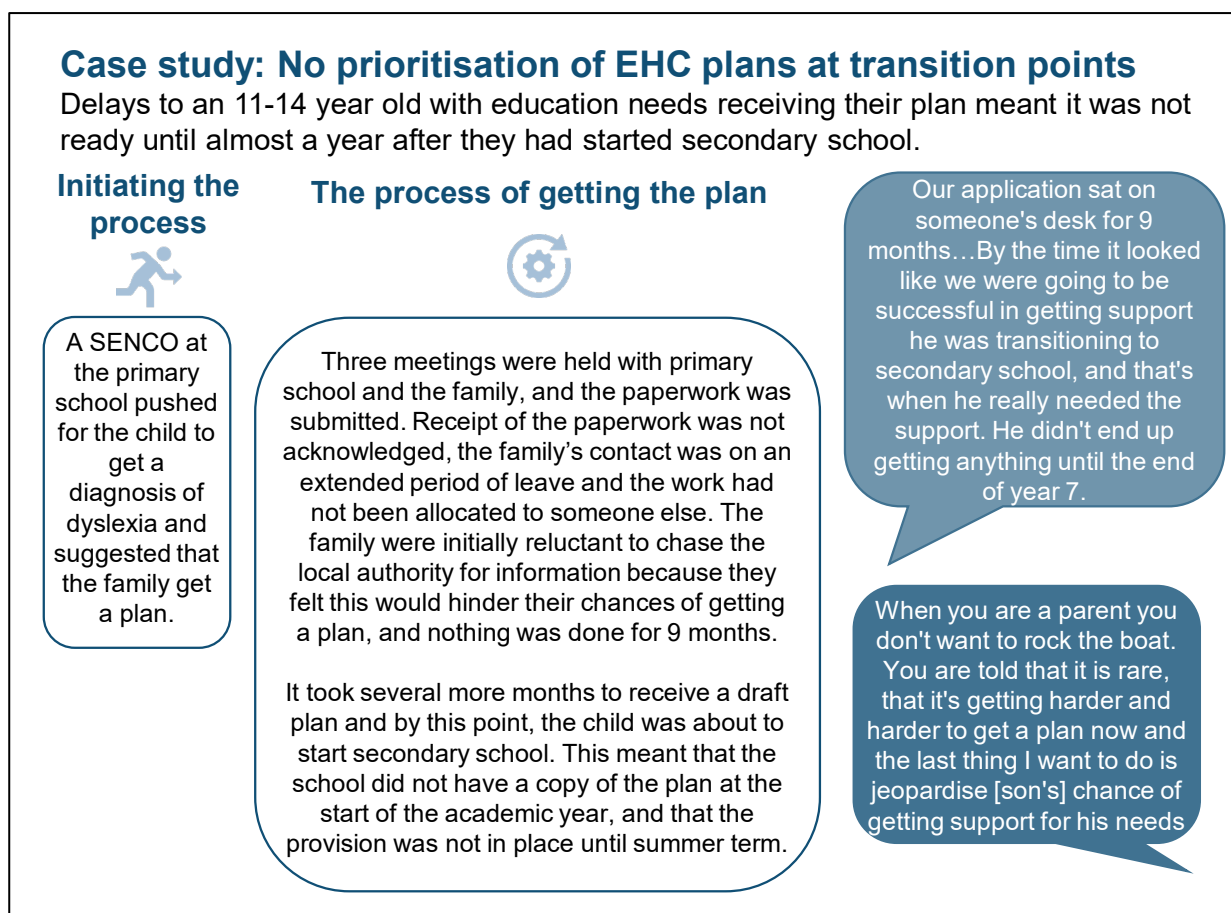 Case study: No prioritisation of EHC plans at transition points
Delays to an 11-14 year old with education needs receiving their plan meant it was not
ready until almost a year after they had started secondary school.
Initiating the
process
A SENCO at
the primary
school pushed
for the child to
get a
diagnosis of
dyslexia and
suggested that
the family get
a plan.
The process of getting the plan
Three meetings were held with primary
school and the family, and the paperwork was
submitted. Receipt of the paperwork was not
acknowledged, the family’s contact was on an
extended period of leave and the work had
not been allocated to someone else. The
family were initially reluctant to chase the
local authority for information because they
felt this would hinder their chances of getting
a plan, and nothing was done for 9 months.
It took several more months to receive a draft
plan and by this point, the child was about to
start secondary school. This meant that the
school did not have a copy of the plan at the
start of the academic year, and that the
provision was not in place until summer term.
Our application sat on
someone's desk for 9
months…By the time it looked
like we were going to be
successful in getting support
he was transitioning to
secondary school, and that's
when he really needed the
support. He didn't end up
getting anything until the end
of year 7.
When you are a parent you
don't want to rock the boat.
You are told that it is rare,
that it's getting harder and
harder to get a plan now and
the last thing I want to do is
jeopardise [son's] chance of
getting support for his needs